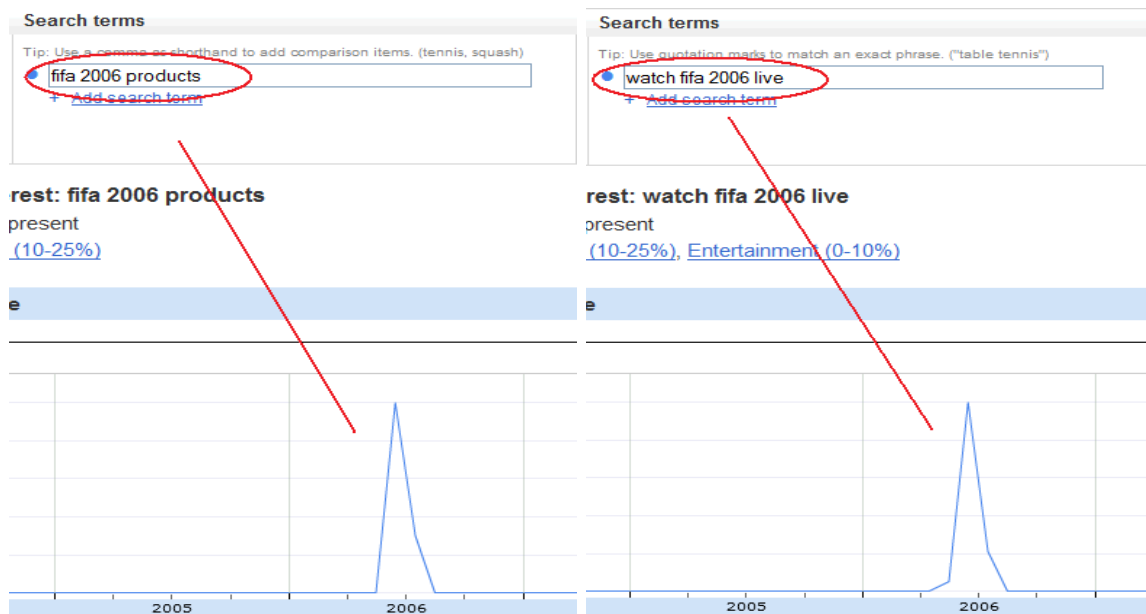 Search terms
Tip: Use a comma as shorthand to add comparison items. (tennis, squash)
fifa 2006 products
+ Add search term
rest: fifa 2006 products
present
(10-25%)
e
2005 2006
Search terms
Tip: Use quotation marks to match an exact phrase. ("table tennis")
watch fifa 2006 live
+ Add search term
rest: watch fifa 2006 live
present
(10-25%), Entertainment (0-10%)
e
2005 2006